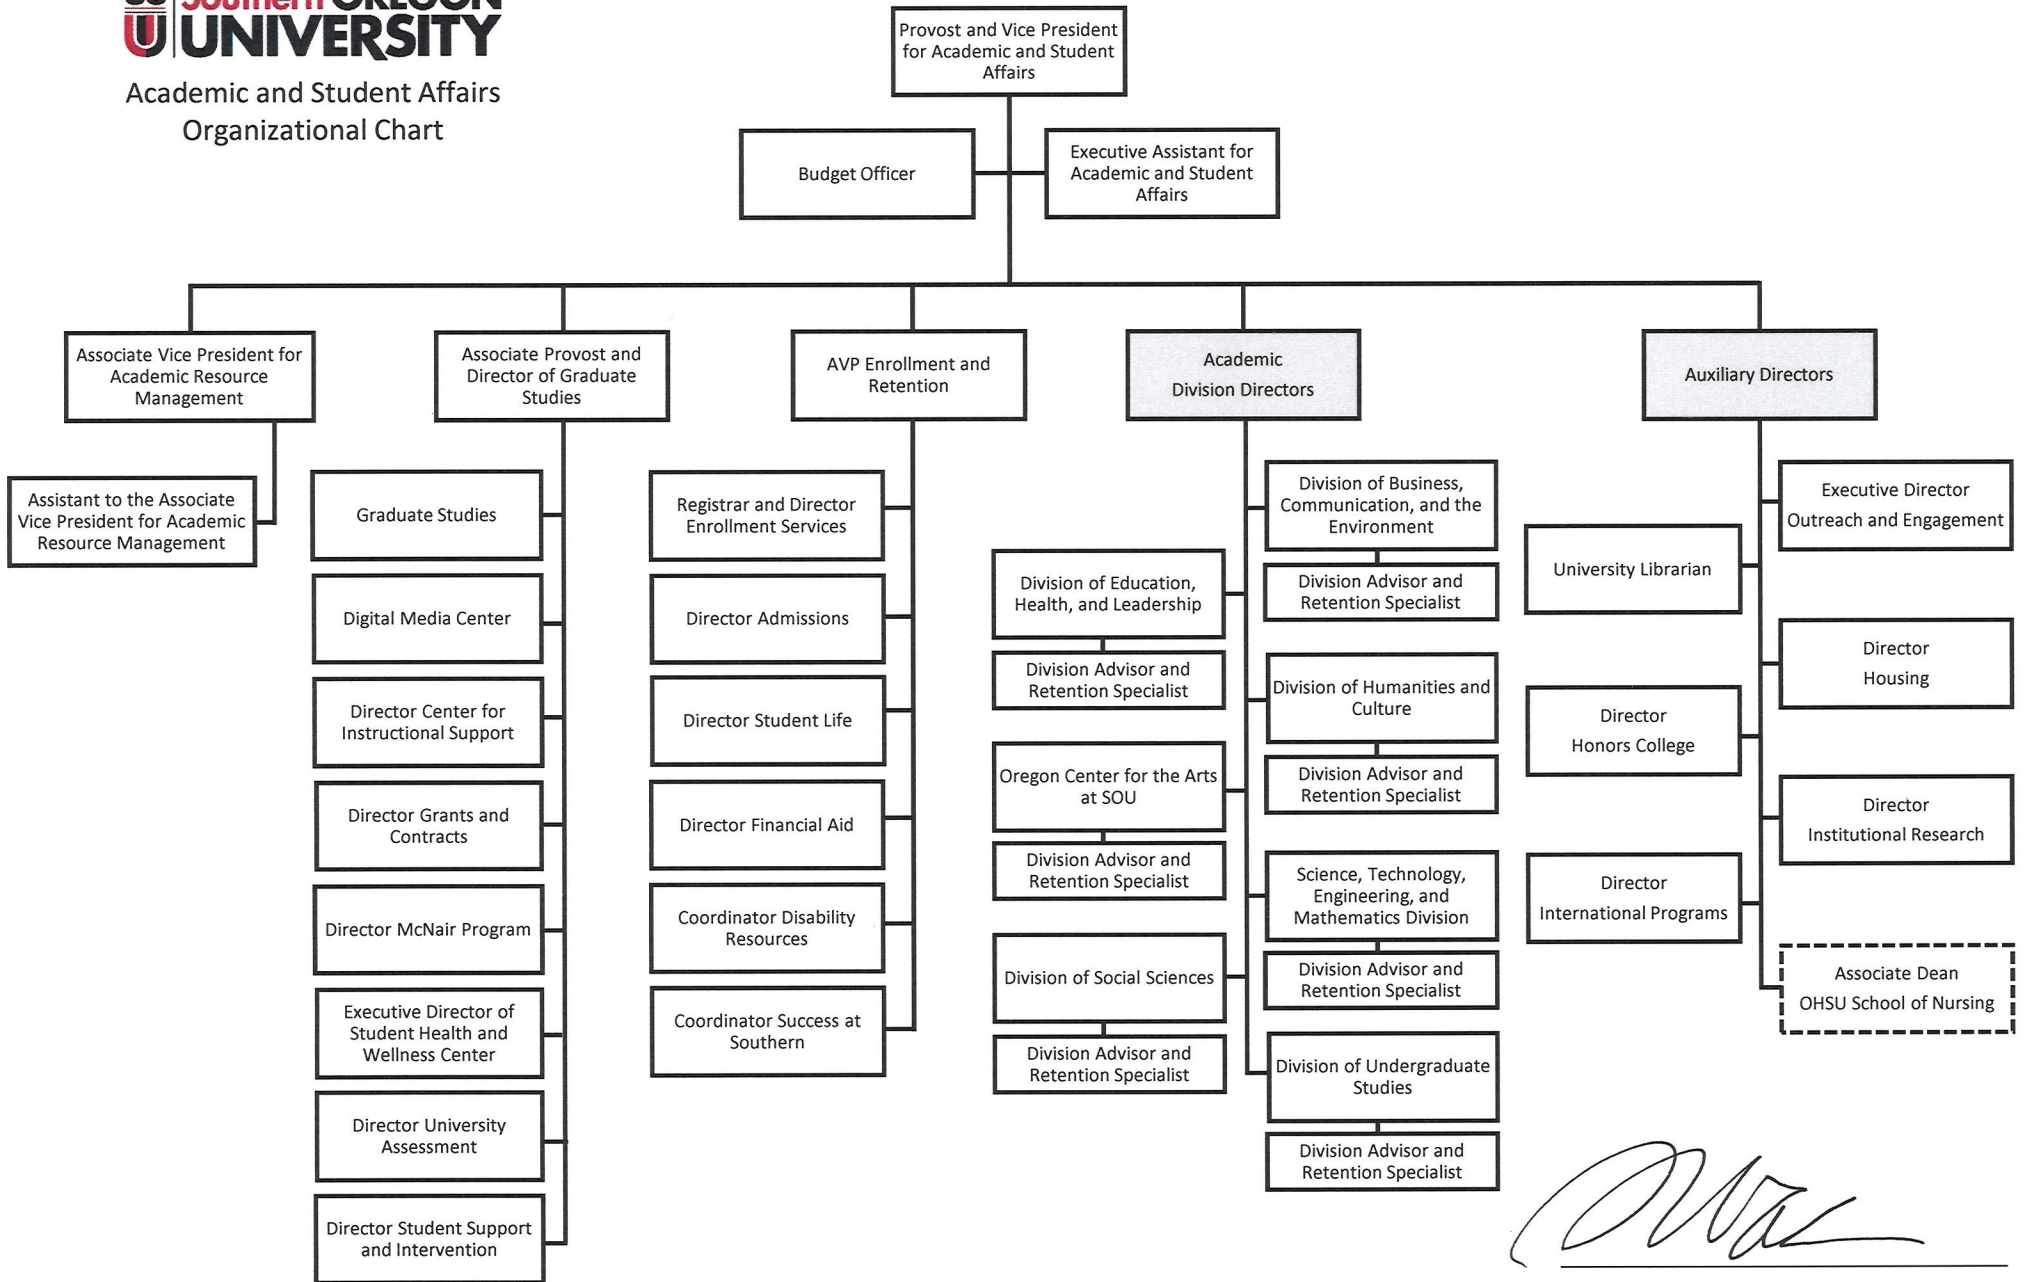 Southern OREGON
UNIVERSITY
Academic and Student Affairs
Organizational Chart
Provost and Vice President
for Academic and Student
Affairs
Budget Officer
Executive Assistant for
Academic and Student
Affairs
Associate Vice President for
Academic Resource
Management
Assistant to the Associate
Vice President for Academic
Resource Management
Associate Provost and
Director of Graduate
Studies
Graduate Studies
Digital Media Center
Director Center for
Instructional Support
Director Grants and
Contracts
Director McNair Program
Executive Director of
Student Health and
Wellness Center
Director University
Assessment
Director Student Support
and Intervention
AVP Enrollment and
Retention
Registrar and Director
Enrollment Services
Director Admissions
Director Student Life
Director Financial Aid
Coordinator Disability
Resources
Coordinator Success at
Southern
Academic
Division Directors
Division of Business,
Communication, and the
Environment
Division Advisor and
Retention Specialist
Division of Education,
Health, and Leadership
Division Advisor and
Retention Specialist
Division of Humanities and
Culture
Division Advisor and
Retention Specialist
Oregon Center for the Arts
at SOU
Division Advisor and
Retention Specialist
Science, Technology,
Engineering, and
Mathematics Division
Division Advisor and
Retention Specialist
Division of Social Sciences
Division Advisor and
Retention Specialist
Division of Undergraduate
Studies
Division Advisor and
Retention Specialist
Auxiliary Directors
Executive Director
Outreach and Engagement
University Librarian
Director
Housing
Director
Honors College
Director
Institutional Research
Director
International Programs
Associate Dean
OHSU School of Nursing